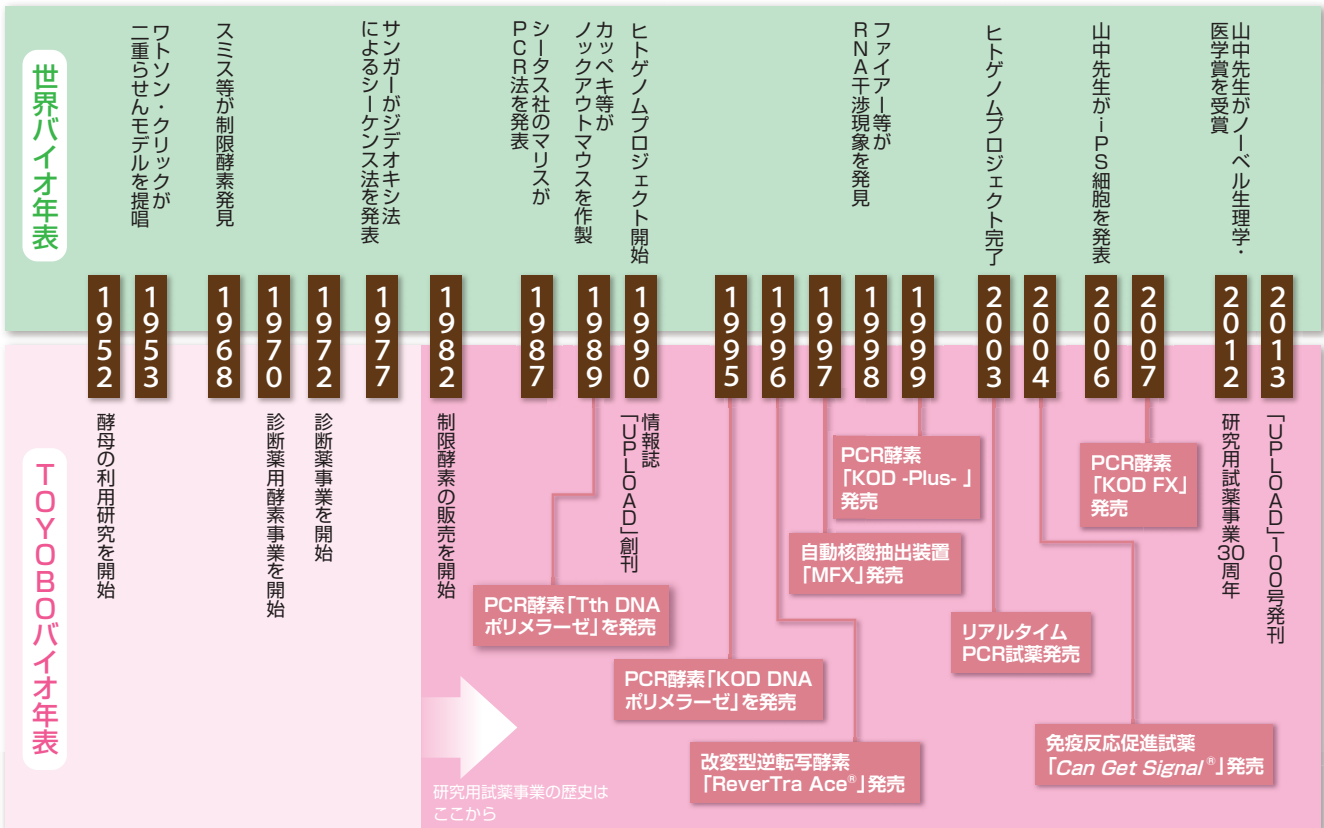 世界バイオ年表
ワトソン・クリックが
二重らせんモデルを提唱
スミス等が制限酵素発見
サンガーがジデオキシ法
によるシーケンス法を発表
シータス社のマリスが
PCR法を発表
カッペキ等が
ノックアウトマウスを作製
ヒトゲノムプロジェクト開始
ファイアー等が
RNA干渉現象を発見
ヒトゲノムプロジェクト完了
山中先生がiPS細胞を発表
山中先生がノーベル生理学・
医学賞を受賞
1952
1953
1968
1970
1972
1977
1982
1987
1989
1990
1995
1996
1997
1998
1999
2003
2004
2006
2007
2012
2013
TOYOBOバイオ年表
酵母の利用研究を開始
診断薬用酵素事業を開始
診断薬事業を開始
制限酵素の販売を開始
PCR酵素「Tth DNA
ポリメラーゼ」を発売
情報誌
「UPLOAD」創刊
PCR酵素「KOD DNA
ポリメラーゼ」を発売
改変型逆転写酵素
「ReverTra Ace®」発売
自動核酸抽出装置
「MFX」発売
PCR酵素
「KOD -Plus- 」
発売
リアルタイム
PCR試薬発売
免疫反応促進試薬
「Can Get Signal ®」発売
PCR酵素
「KOD FX」
発売
研究用試薬事業30周年
「UPLOAD」100号発刊
研究用試薬事業の歴史は
ここから